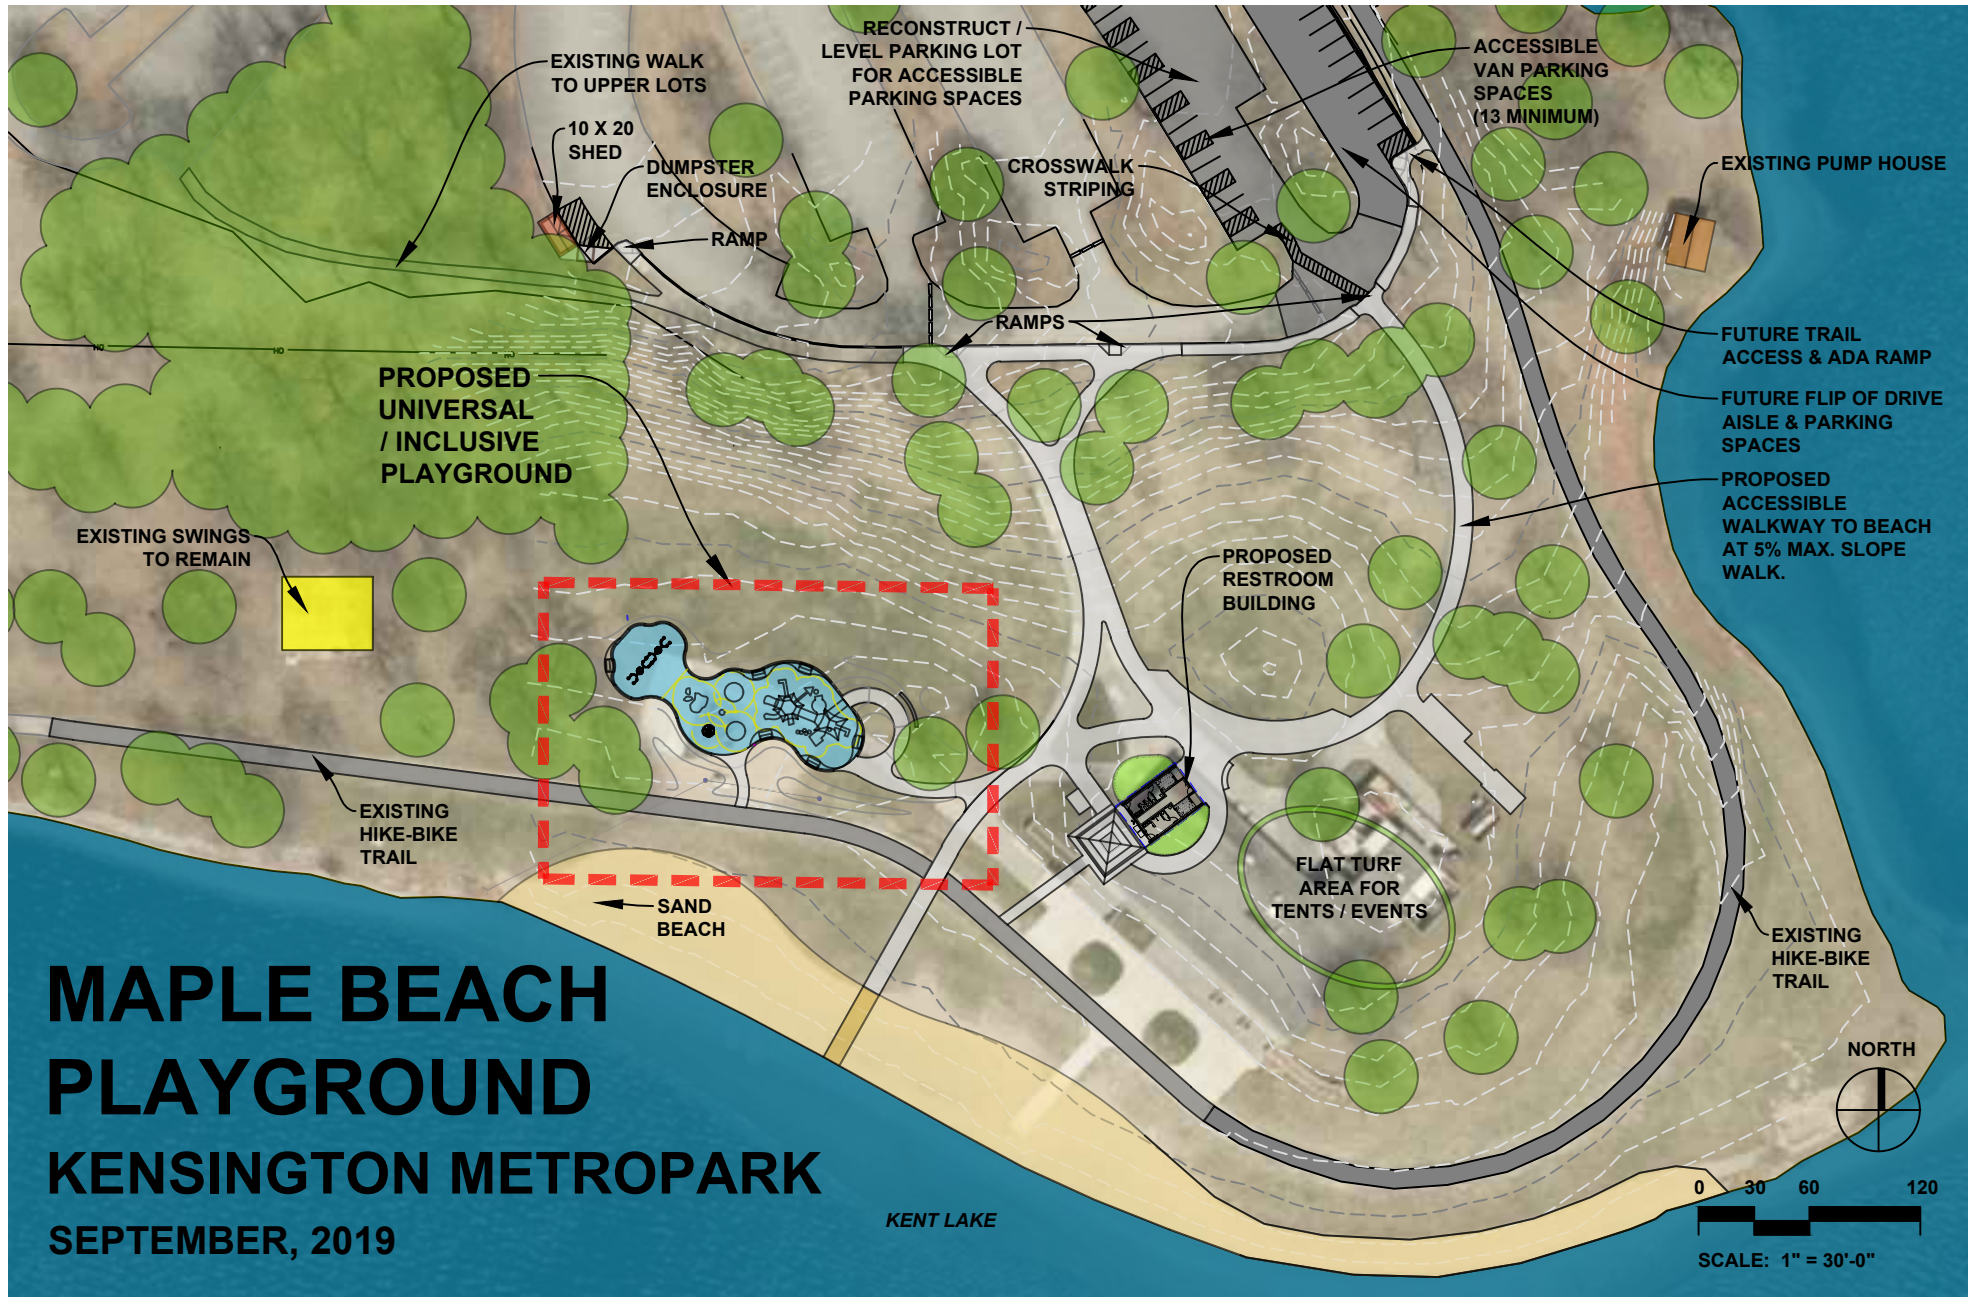 RECONSTRUCT /
LEVEL PARKING LOT
FOR ACCESSIBLE
PARKING SPACES
ACCESSIBLE
VAN PARKING
SPACES
(13 MINIMUM)
EXISTING WALK
TO UPPER LOTS
10 X 20
SHED
DUMPSTER
ENCLOSURE
CROSSWALK
STRIPING
EXISTING PUMP HOUSE
RAMP
RAMPS
FUTURE TRAIL
ACCESS & ADA RAMP
PROPOSED
UNIVERSAL
/ INCLUSIVE
PLAYGROUND
FUTURE FLIP OF DRIVE
AISLE & PARKING
SPACES
PROPOSED
ACCESSIBLE
WALKWAY TO BEACH
AT 5% MAX. SLOPE
WALK.
EXISTING SWINGS
TO REMAIN
PROPOSED
RESTROOM
BUILDING
EXISTING
HIKE-BIKE
TRAIL
FLAT TURF
AREA FOR
TENTS / EVENTS
SAND
BEACH
EXISTING
HIKE-BIKE
TRAIL
MAPLE BEACH
PLAYGROUND
KENSINGTON METROPARK
SEPTEMBER, 2019
KENT LAKE
NORTH
0 30 60 120
SCALE: 1" = 30'-0"